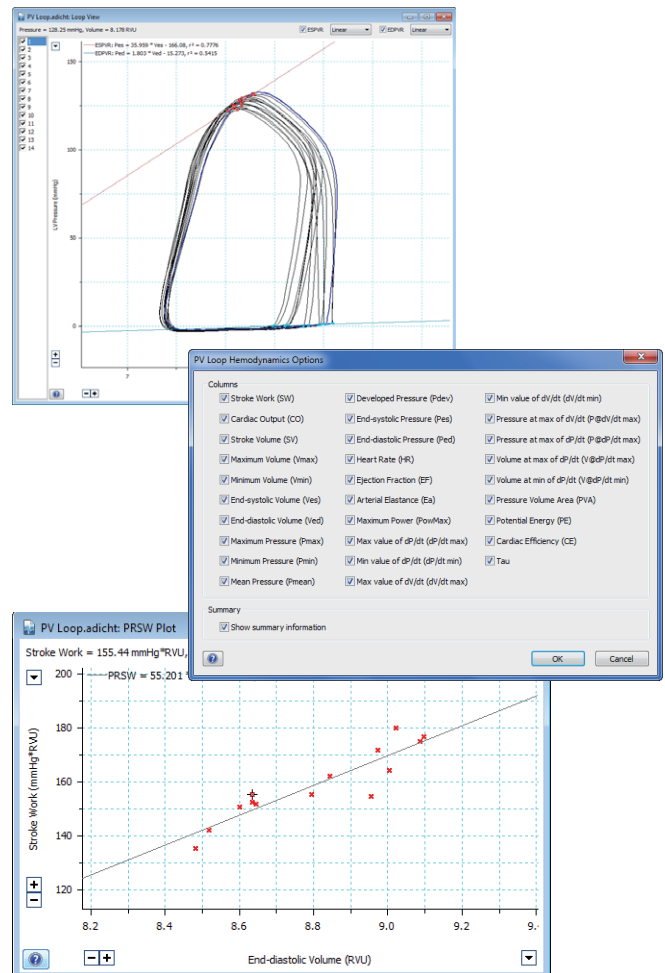 PV Loop.adicht: Loop View
Pressure = 128.25 mmHg, Volume = 8.178 RVU
ESPVR: Linear EDPVR: Linear
1
2
3
4
5
6
7
8
9
10
11
12
13
14
ESPVR: Pes = 35.959 * Ves - 166.08, r² = 0.7776
EDPVR: Ped = 1.803 * Ved - 15.273, r² = 0.5415
150
100
50
0
LV Pressure (mmHg)
7
PV Loop Hemodynamics Options
Columns
Stroke Work (SW) Developed Pressure (Pdev) Min value of dV/dt (dV/dt min)
Cardiac Output (CO) End-systolic Pressure (Pes) Pressure at max of dV/dt (P@dV/dt max)
Stroke Volume (SV) End-diastolic Pressure (Ped) Pressure at max of dP/dt (P@dP/dt max)
Maximum Volume (Vmax) Heart Rate (HR) Volume at max of dP/dt (V@dP/dt max)
Minimum Volume (Vmin) Ejection Fraction (EF) Volume at min of dP/dt (V@dP/dt min)
End-systolic Volume (Ves) Arterial Elastance (Ea) Pressure Volume Area (PVA)
End-diastolic Volume (Ved) Maximum Power (PowMax) Potential Energy (PE)
Maximum Pressure (Pmax) Max value of dP/dt (dP/dt max) Cardiac Efficiency (CE)
Minimum Pressure (Pmin) Min value of dP/dt (dP/dt min) Tau
Mean Pressure (Pmean) Max value of dV/dt (dV/dt max)
Summary
Show summary information
OK Cancel
PV Loop.adicht: PRSW Plot
Stroke Work = 155.44 mmHg*RVU,
PRSW = 55.201 *
200
180
160
140
120
Stroke Work (mmHg*RVU)
8.2 8.4 8.6 8.8 9.0 9.2 9.
End-diastolic Volume (RVU)